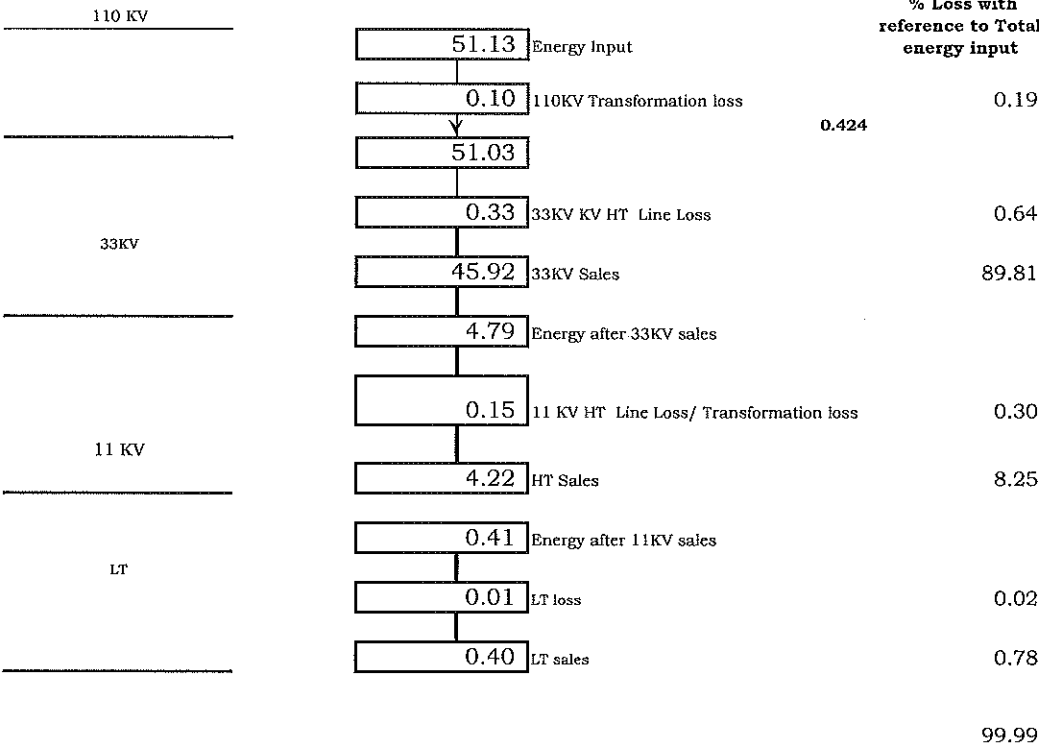 % Loss with
reference to Total
energy input
110 KV
51.13 Energy Input
0.10 110KV Transformation loss 0.19
0.424
51.03
0.33 33KV KV HT Line Loss 0.64
33KV
45.92 33KV Sales 89.81
4.79 Energy after 33KV sales
0.15 11 KV HT Line Loss/ Transformation loss 0.30
11 KV
4.22 HT Sales 8.25
0.41 Energy after 11KV sales
LT
0.01 LT loss 0.02
0.40 LT sales 0.78
99.99